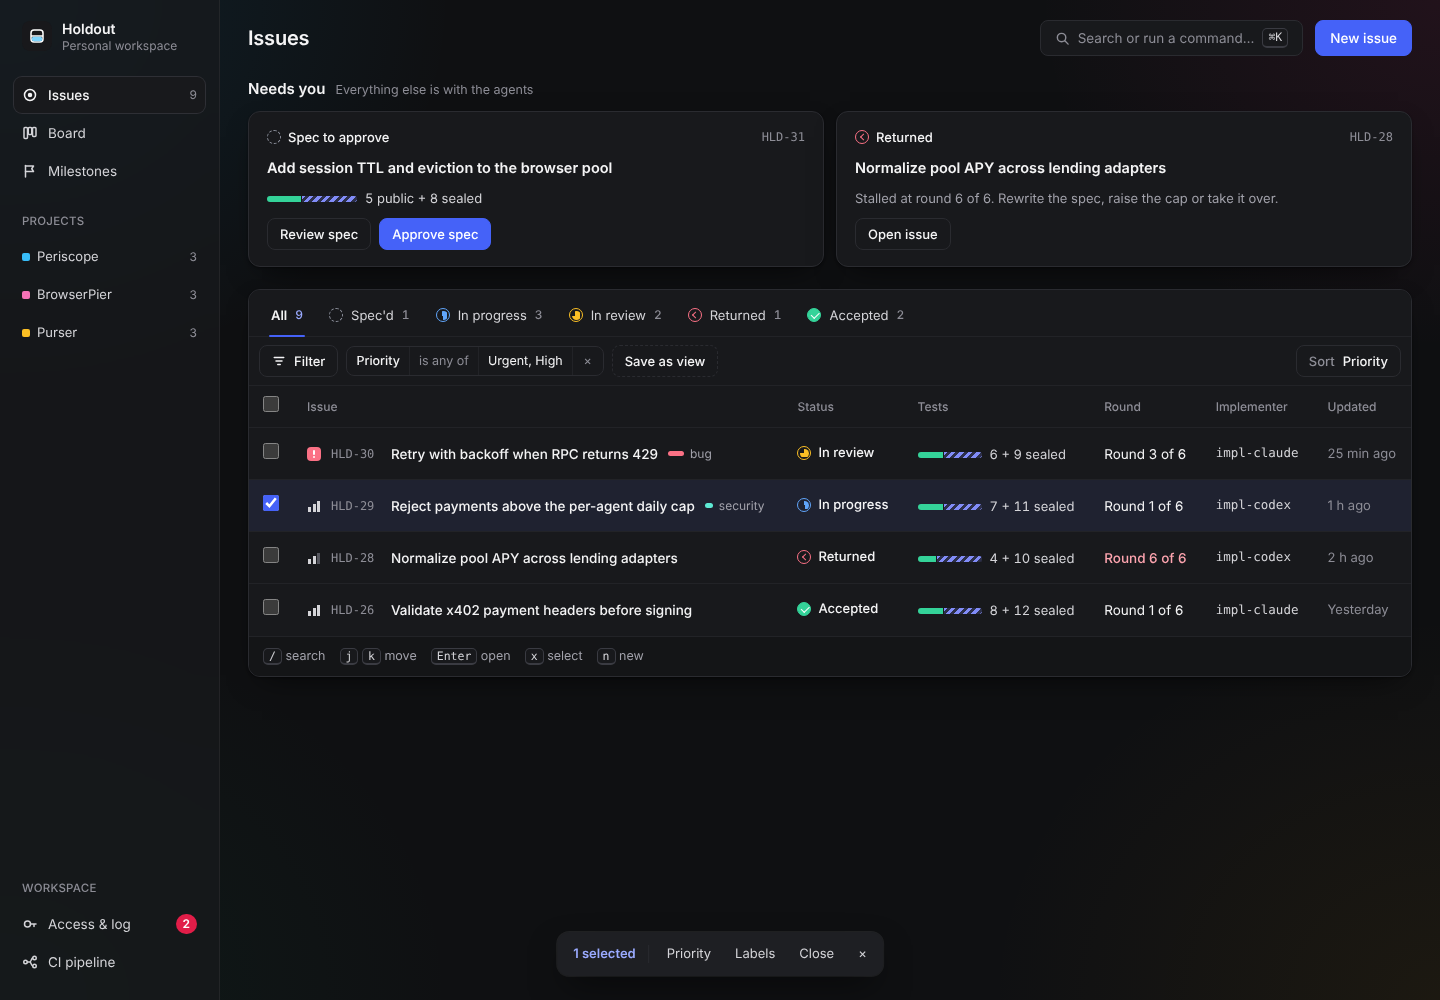 Holdout
Personal workspace
Issues 9
Board
Milestones
PROJECTS
Periscope 3
BrowserPier 3
Purser 3
WORKSPACE
Access & log 2
CI pipeline
Issues
Search or run a command... ⌘K
New issue
Needs you Everything else is with the agents
Spec to approve HLD-31
Add session TTL and eviction to the browser pool
5 public + 8 sealed
Review spec Approve spec
Returned HLD-28
Normalize pool APY across lending adapters
Stalled at round 6 of 6. Rewrite the spec, raise the cap or take it over.
Open issue
All 9 Spec'd 1 In progress 3 In review 2 Returned 1 Accepted 2
Filter Priority is any of Urgent, High × Save as view Sort Priority
Issue Status Tests Round Implementer Updated
HLD-30 Retry with backoff when RPC returns 429 bug In review 6 + 9 sealed Round 3 of 6 impl-claude 25 min ago
HLD-29 Reject payments above the per-agent daily cap security In progress 7 + 11 sealed Round 1 of 6 impl-codex 1 h ago
HLD-28 Normalize pool APY across lending adapters Returned 4 + 10 sealed Round 6 of 6 impl-codex 2 h ago
HLD-26 Validate x402 payment headers before signing Accepted 8 + 12 sealed Round 1 of 6 impl-claude Yesterday
/ search j k move Enter open x select n new
1 selected Priority Labels Close ×